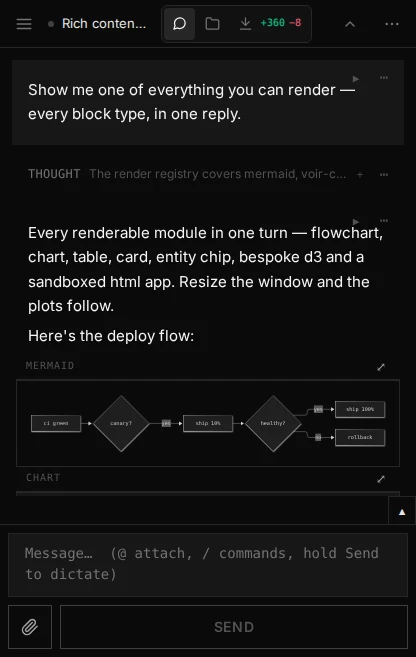 Rich conten...
+360 −8
Show me one of everything you can render —
every block type, in one reply.
THOUGHT The render registry covers mermaid, voir-c... +
Every renderable module in one turn — flowchart,
chart, table, card, entity chip, bespoke d3 and a
sandboxed html app. Resize the window and the
plots follow.
Here's the deploy flow:
MERMAID
ci green
canary?
yes
ship 10%
healthy?
yes
ship 100%
no
rollback
CHART
Message… (@ attach, / commands, hold Send
to dictate)
SEND